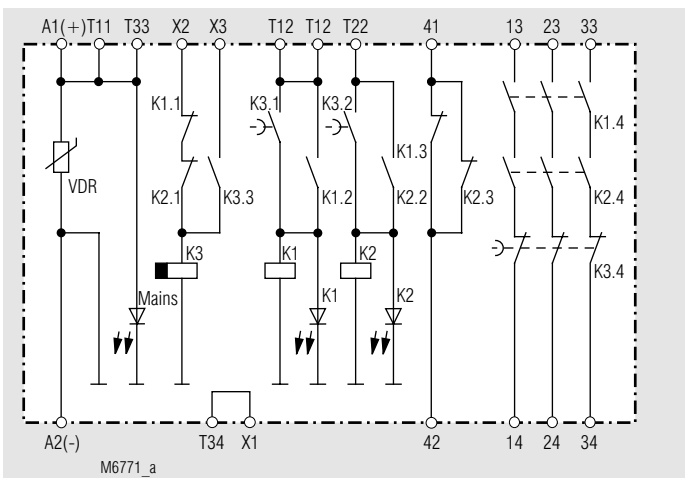 A1(+) T11 T33 X2 X3 T12 T12 T22 41 13 23 33
K1.1 K3.1 K3.2
K1.4
K1.3
VDR
K2.1 K3.3 K1.2 K2.2 K2.3 K2.4
K3 K1 K2
K3.4
Mains K1 K2
A2(-) T34 X1 42 14 24 34
M6771_a